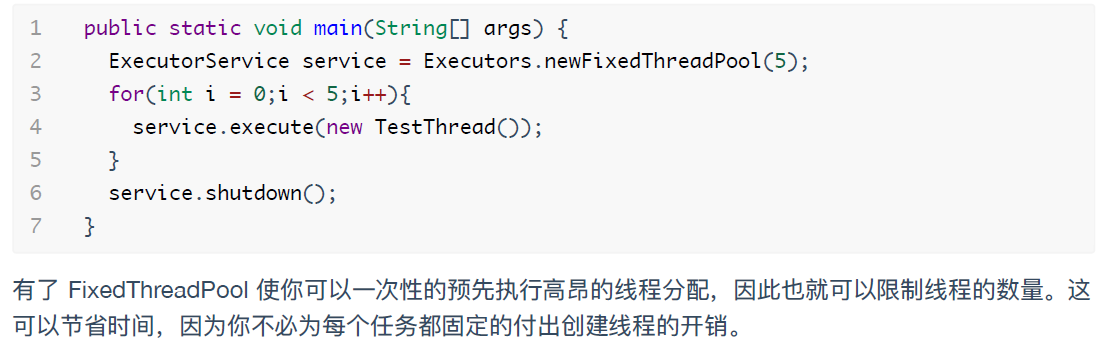 1 public static void main(String[] args) {
2 ExecutorService service = Executors.newFixedThreadPool(5);
3 for(int i = 0;i < 5;i++){
4 service.execute(new TestThread());
5 }
6 service.shutdown();
7 }
有了 FixedThreadPool 使你可以一次性的预先执行高昂的线程分配，因此也就可以限制线程的数量。这
可以节省时间，因为你不必为每个任务都固定的付出创建线程的开销。